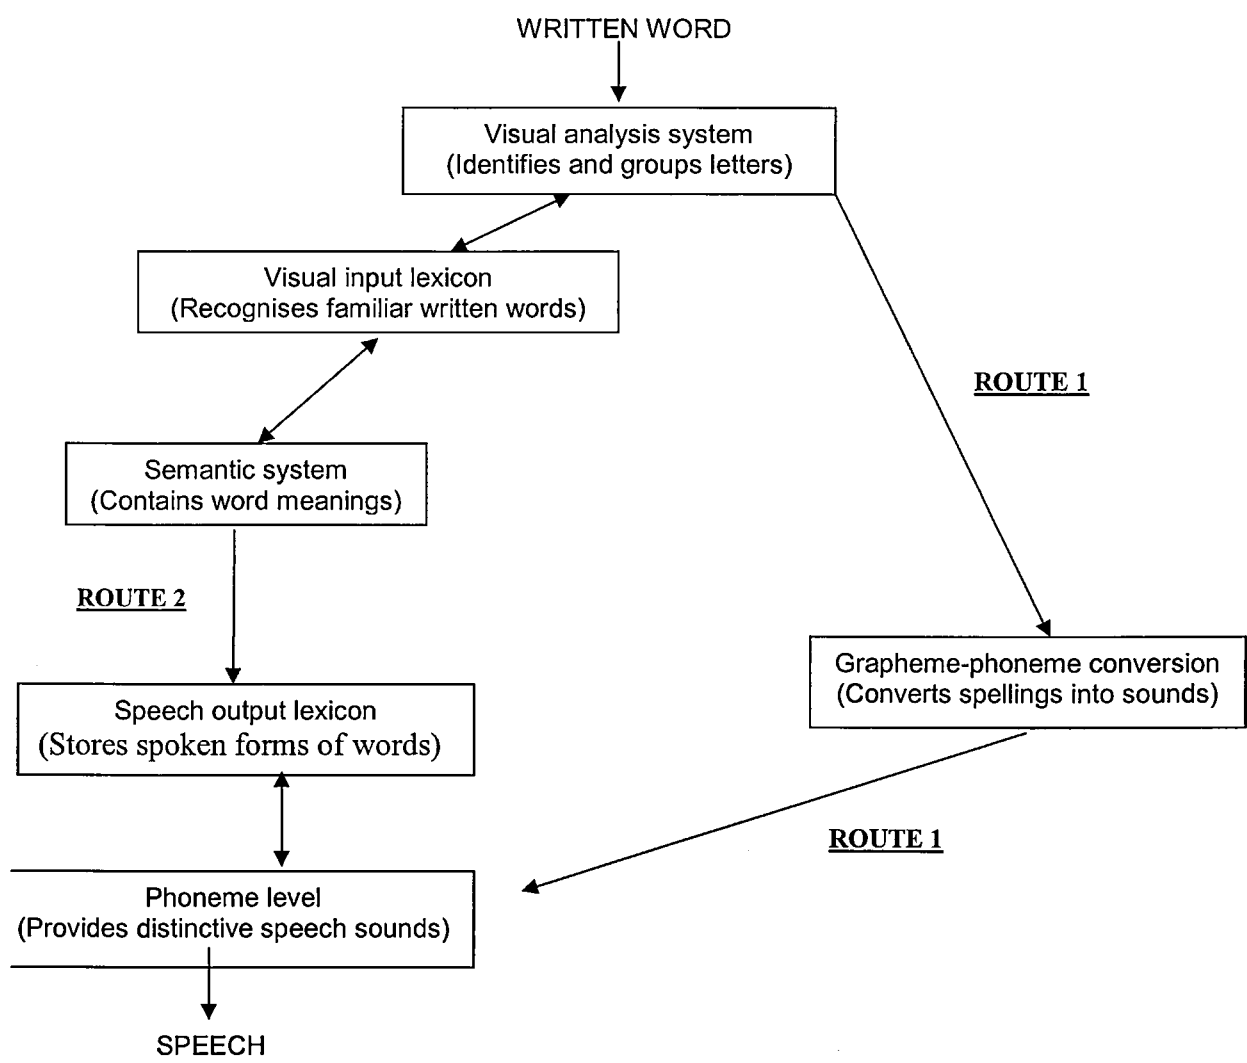 WRITTEN WORD
Visual analysis system
(Identifies and groups letters)
Visual input lexicon
(Recognises familiar written words)
ROUTE 1
Semantic system
(Contains word meanings)
ROUTE 2
Grapheme-phoneme conversion
(Converts spellings into sounds)
Speech output lexicon
(Stores spoken forms of words)
ROUTE 1
Phoneme level
(Provides distinctive speech sounds)
SPEECH